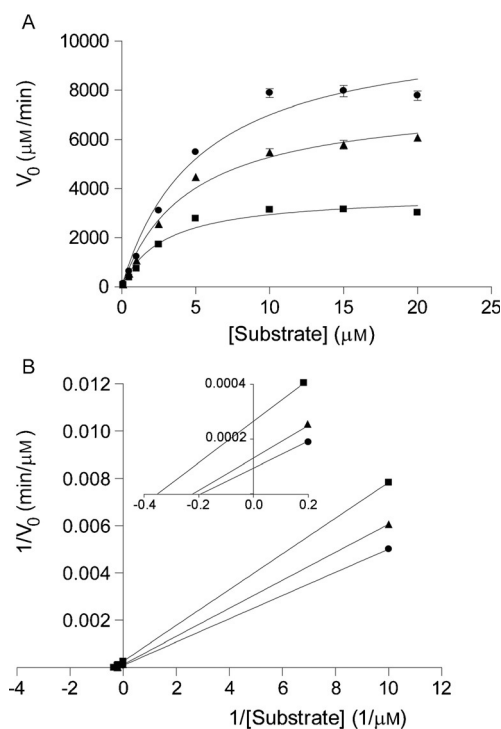 A
10000
8000
6000
4000
2000
0
V0 (μM/min)
0 5 10 15 20 25
[Substrate] (μM)
B
0.012
0.010
0.008
0.006
0.004
0.002
1/V0 (min/μM)
0.0004
0.0002
-0.4 -0.2 0.0 0.2
-4 -2 0 2 4 6 8 10 12
1/[Substrate] (1/μM)